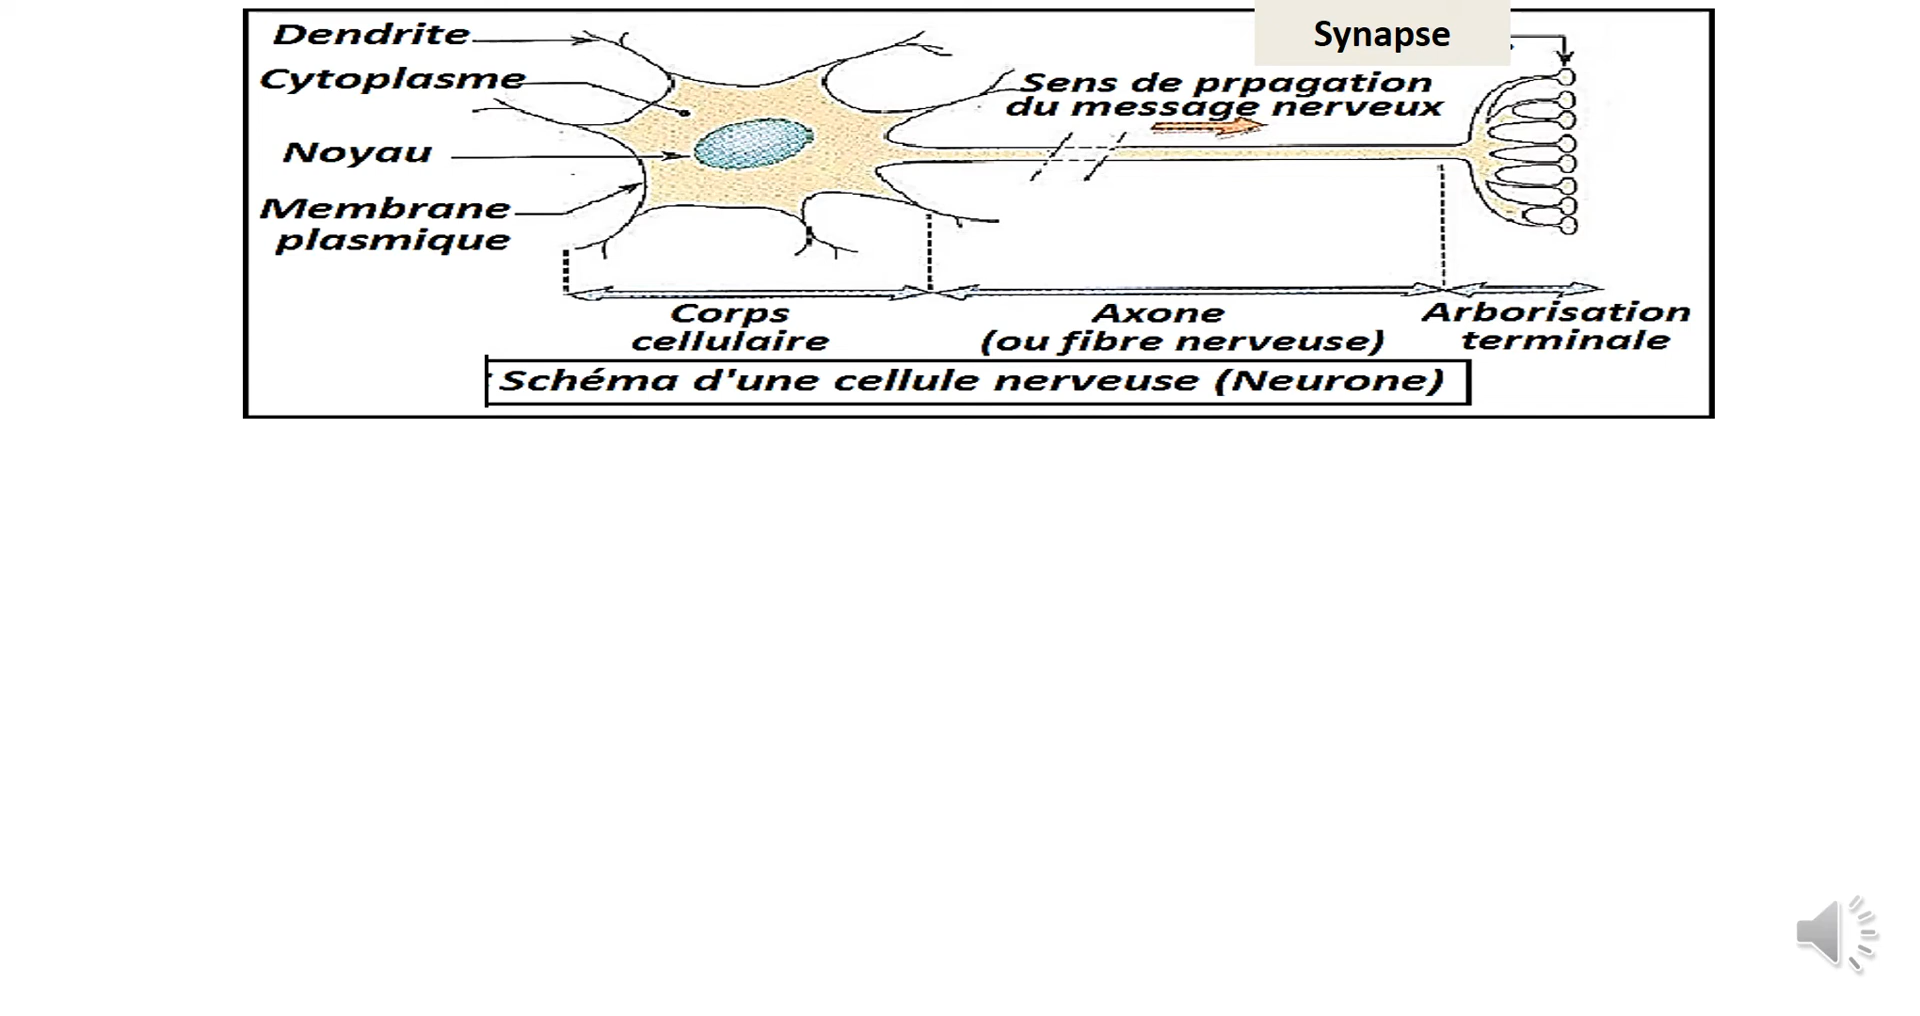 Dendrite
Synapse
Cytoplasme
Sens de prpagation
du message nerveux
Noyau
Membrane
plasmique
Corps
cellulaire
Axone
(ou fibre nerveuse)
Arborisation
terminale
Schéma d'une cellule nerveuse (Neurone)